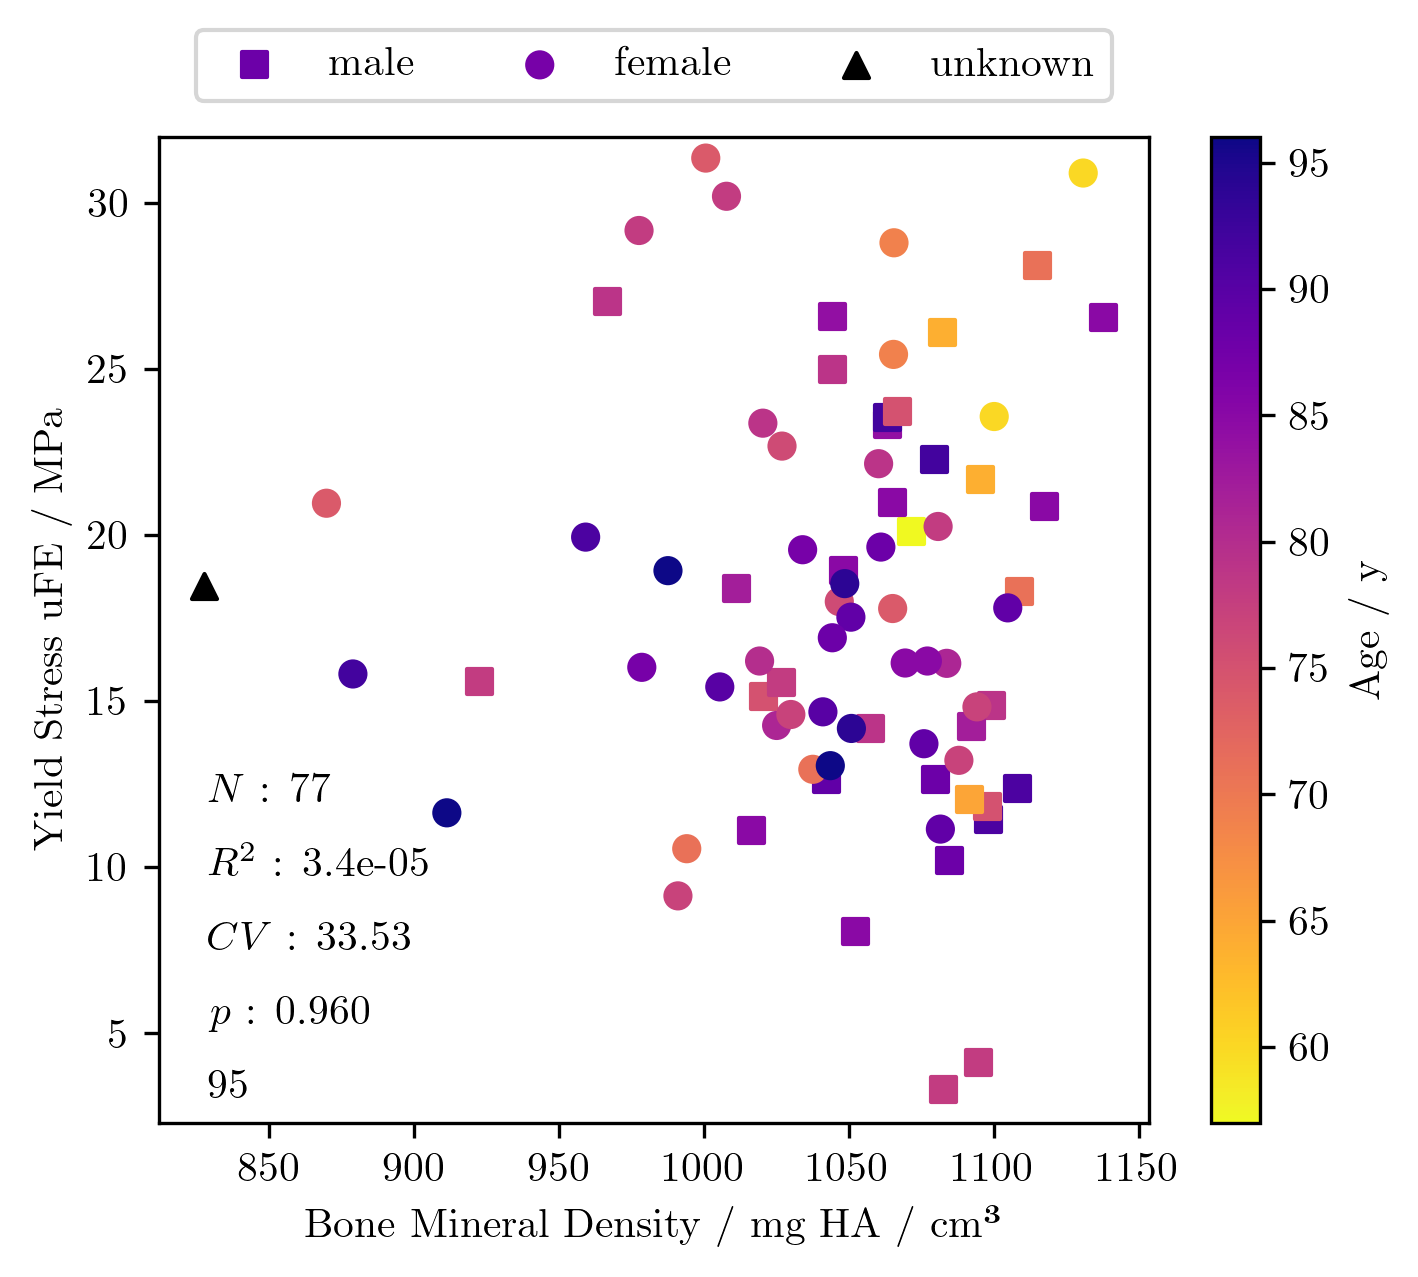 male female unknown
30
25
20
15
10
5
Yield Stress uFE / MPa
N : 77
R² : 3.4e-05
CV : 33.53
p : 0.960
95
850 900 950 1000 1050 1100 1150
Bone Mineral Density / mg HA / cm³
95
90
85
80
75
70
65
60
Age / y